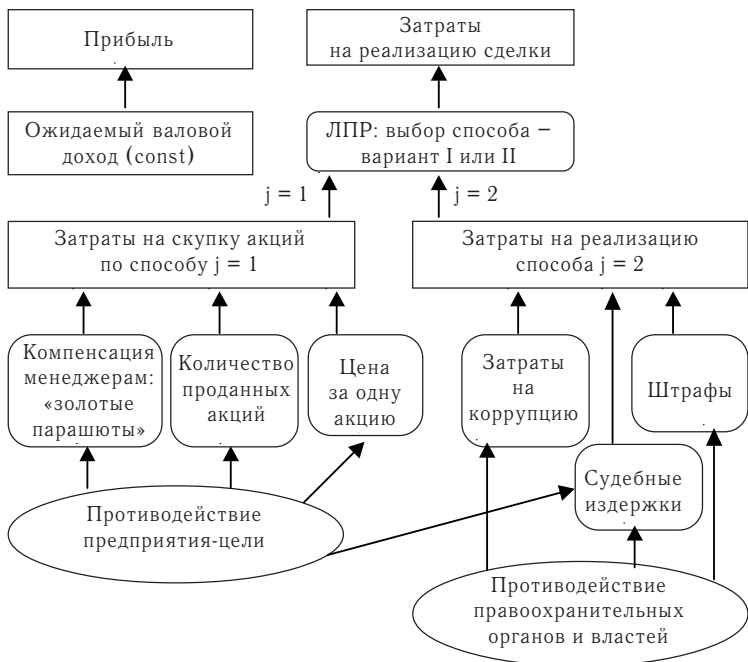 Прибыль
Затраты
на реализацию сделки
Ожидаемый валовой
доход (const)
ЛПР: выбор способа –
вариант I или II
j = 1
j = 2
Затраты на скупку акций
по способу j = 1
Затраты на реализацию
способа j = 2
Компенсация
менеджерам:
«золотые
парашюты»
Количество
проданных
акций
Цена
за одну
акцию
Затраты
на
коррупцию
Штрафы
Судебные
издержки
Противодействие
предприятия-цели
Противодействие
правоохранительных
органов и властей